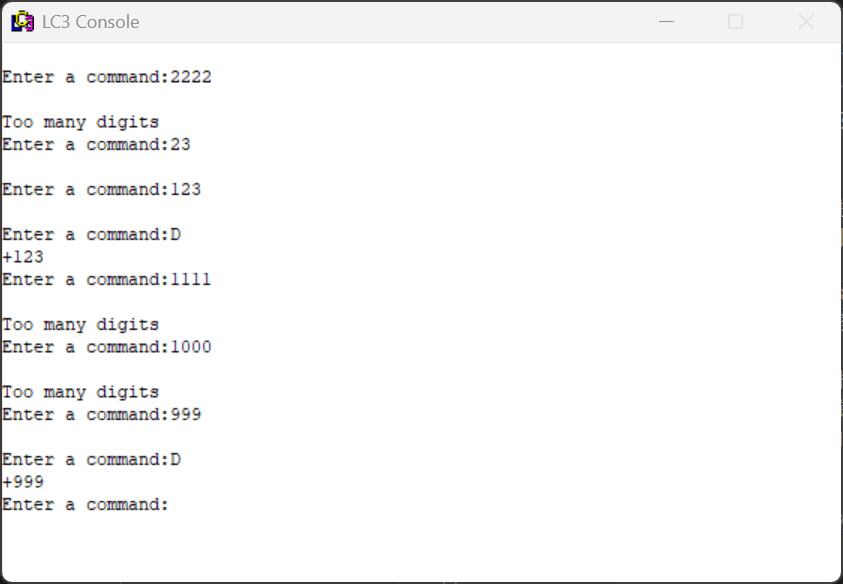 LC3 Console
Enter a command:2222
Too many digits
Enter a command:23
Enter a command:123
Enter a command:D
+123
Enter a command:1111
Too many digits
Enter a command:1000
Too many digits
Enter a command:999
Enter a command:D
+999
Enter a command: